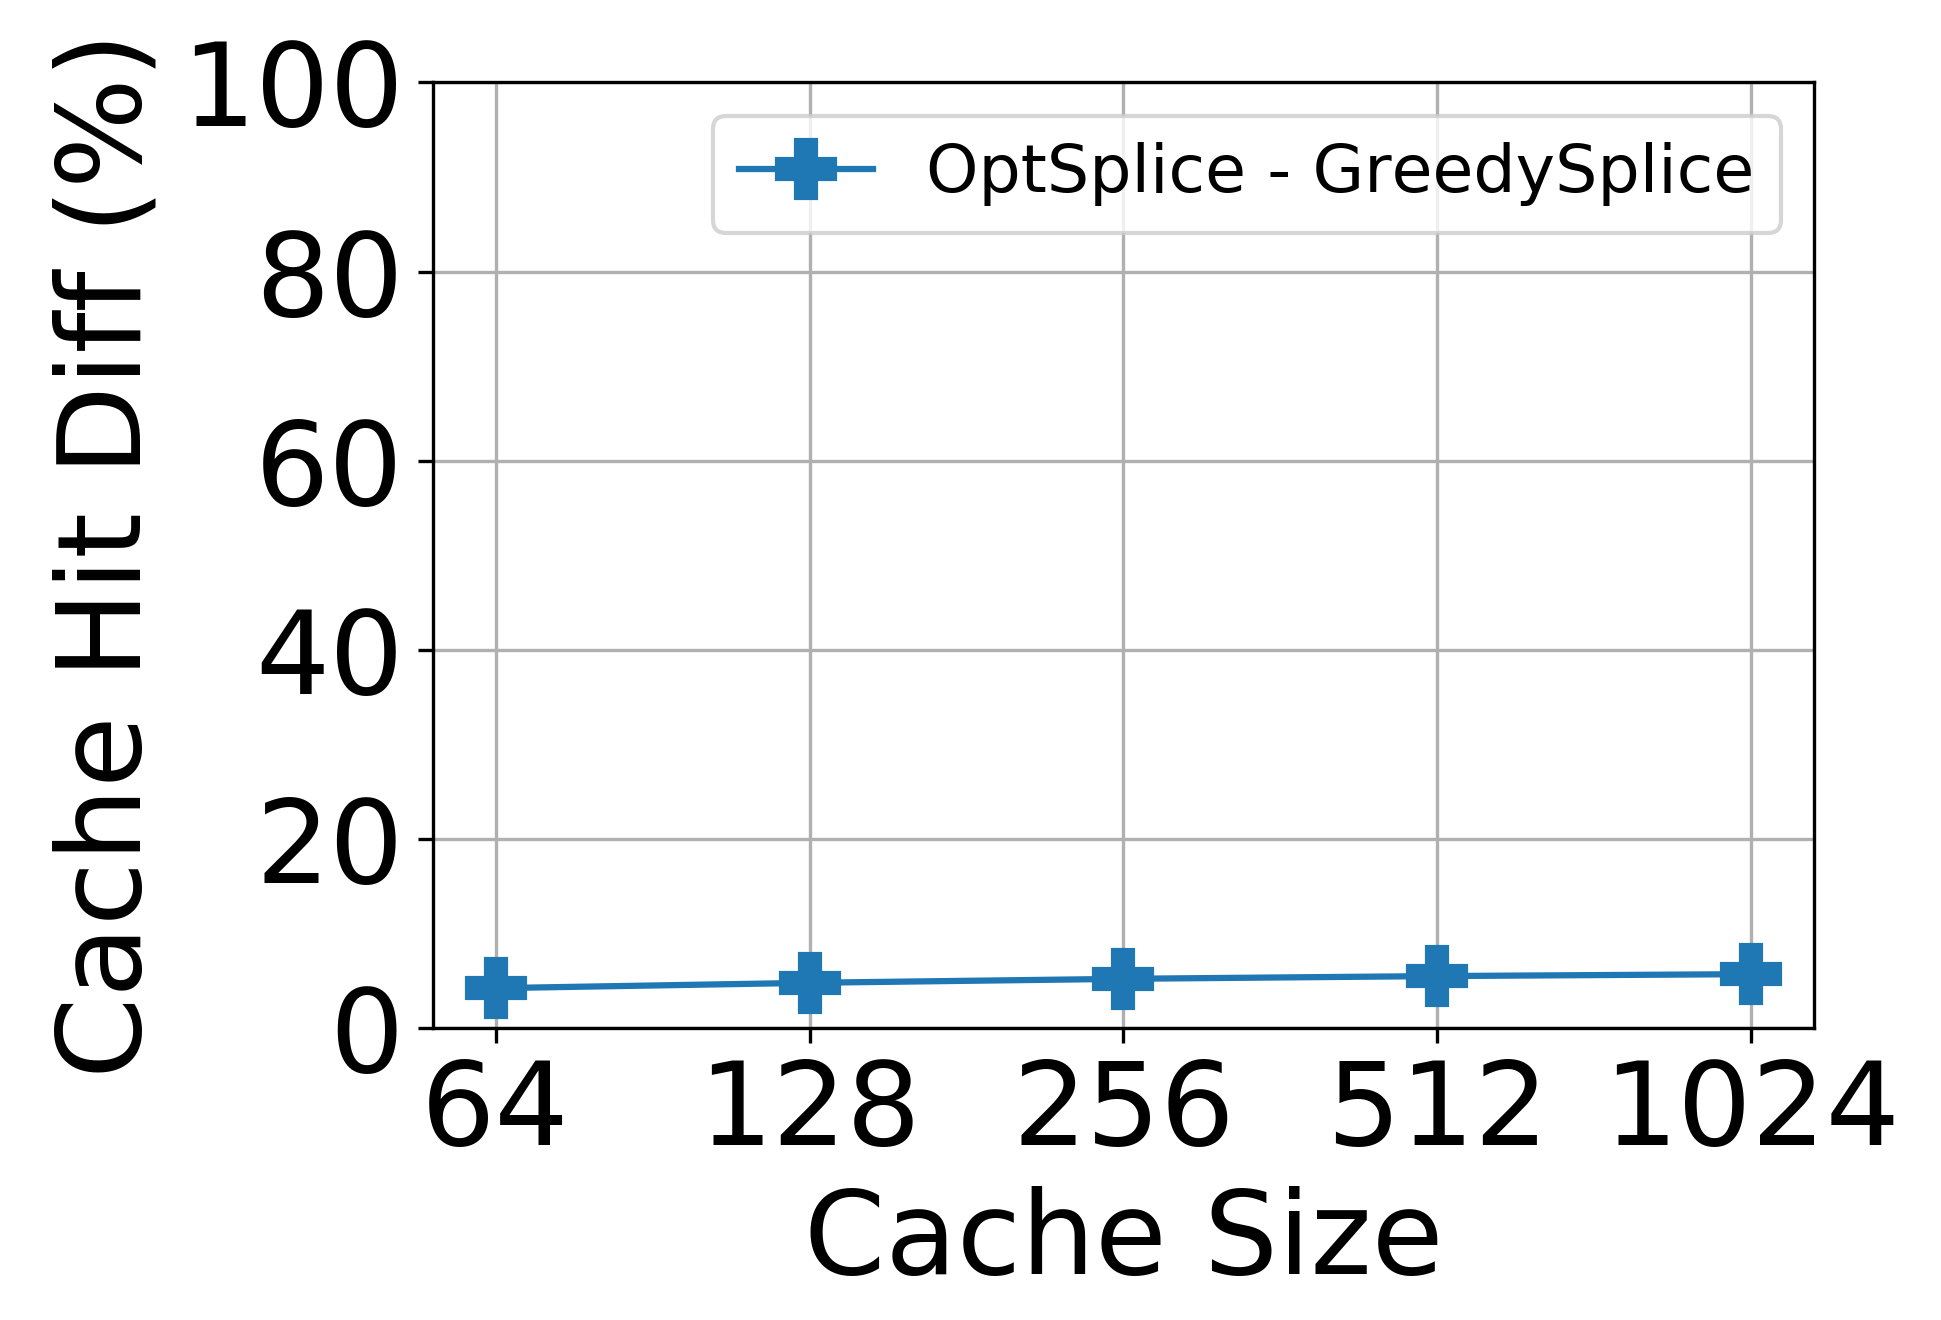 Cache Hit Diff (%)
100
80
60
40
20
0
OptSplice - GreedySplice
64 128 256 512 1024
Cache Size